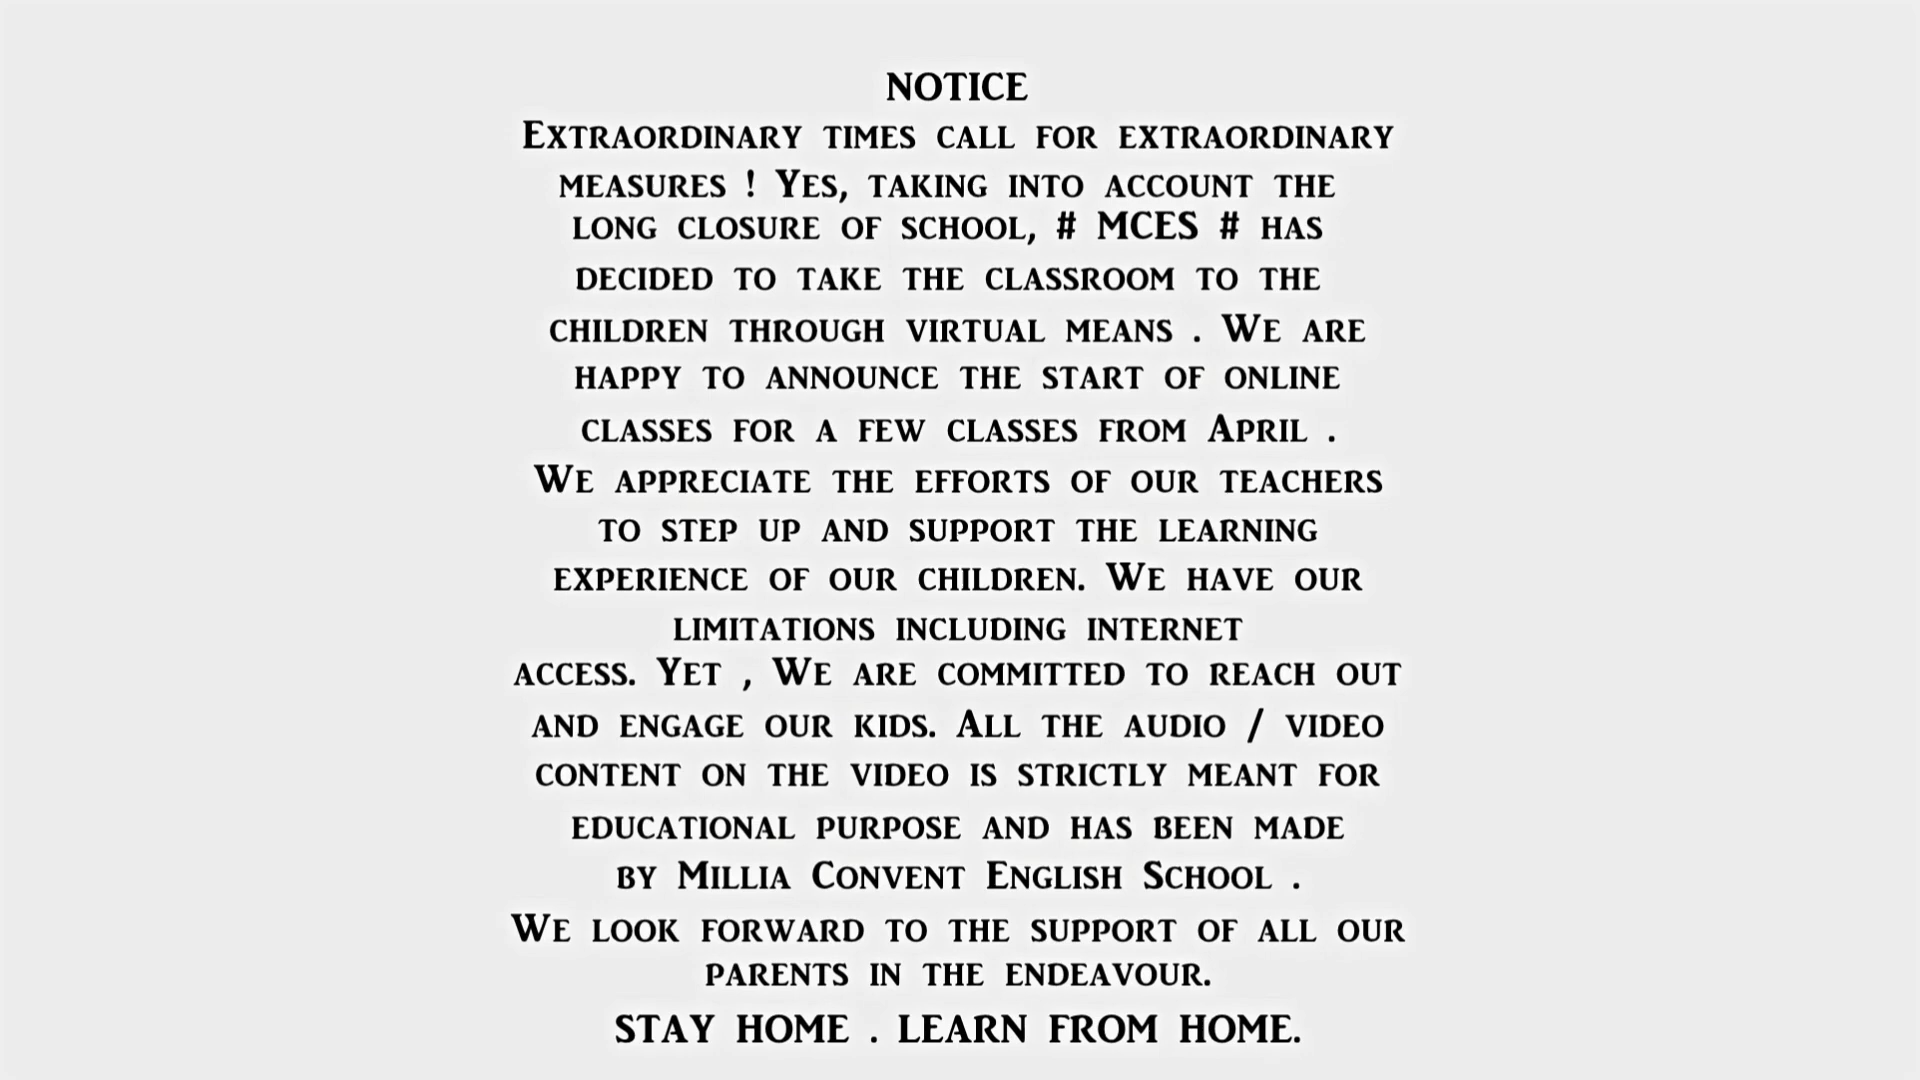 NOTICE
Extraordinary times call for extraordinary
measures ! Yes, taking into account the
long closure of school, # MCES # has
decided to take the classroom to the
children through virtual means . We are
happy to announce the start of online
classes for a few classes from April .
We appreciate the efforts of our teachers
to step up and support the learning
experience of our children. We have our
limitations including internet
access. Yet , We are committed to reach out
and engage our kids. All the audio / video
content on the video is strictly meant for
educational purpose and has been made
by Millia Convent English School .
We look forward to the support of all our
parents in the endeavour.
STAY HOME . LEARN FROM HOME.